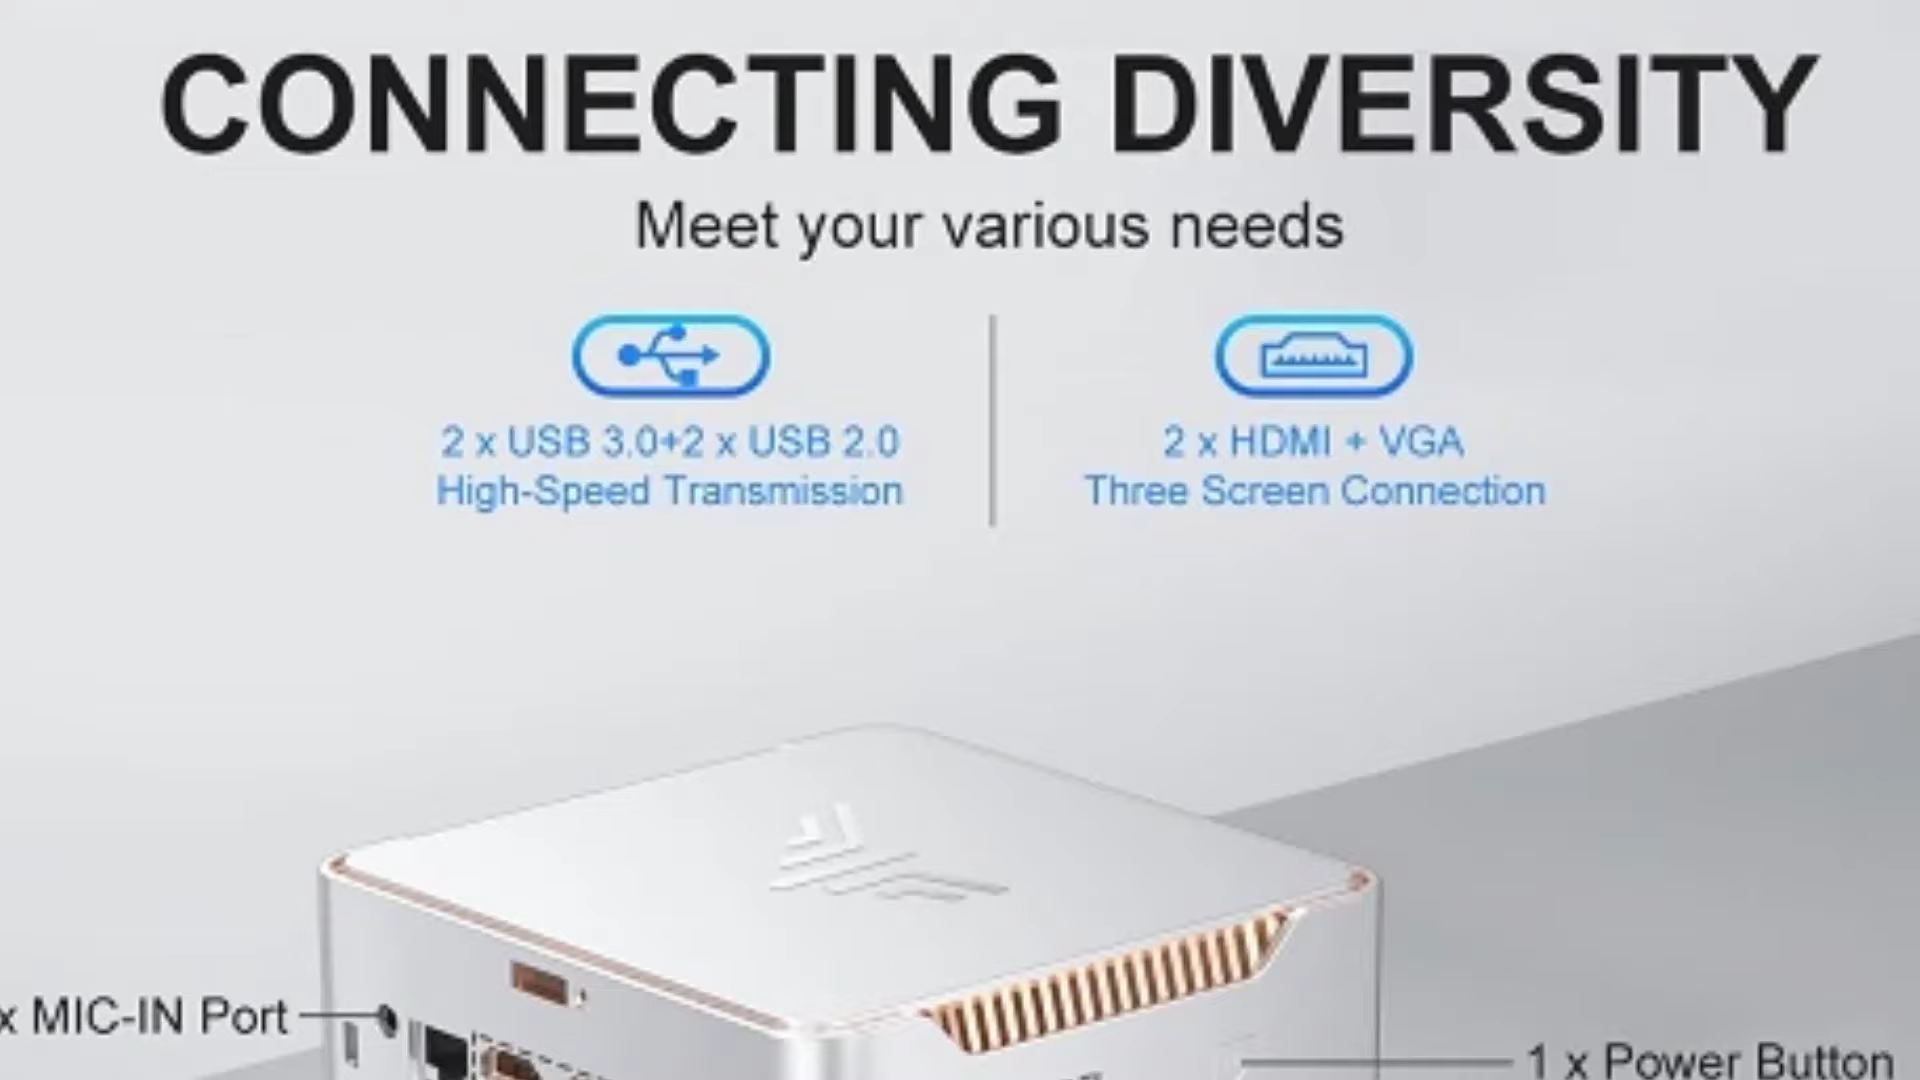 CONNECTING DIVERSITY
Meet your various needs
2 x USB 3.0+2 x USB 2.0
High-Speed Transmission
2 x HDMI + VGA
Three Screen Connection
x MIC-IN Port
1 x Power Button